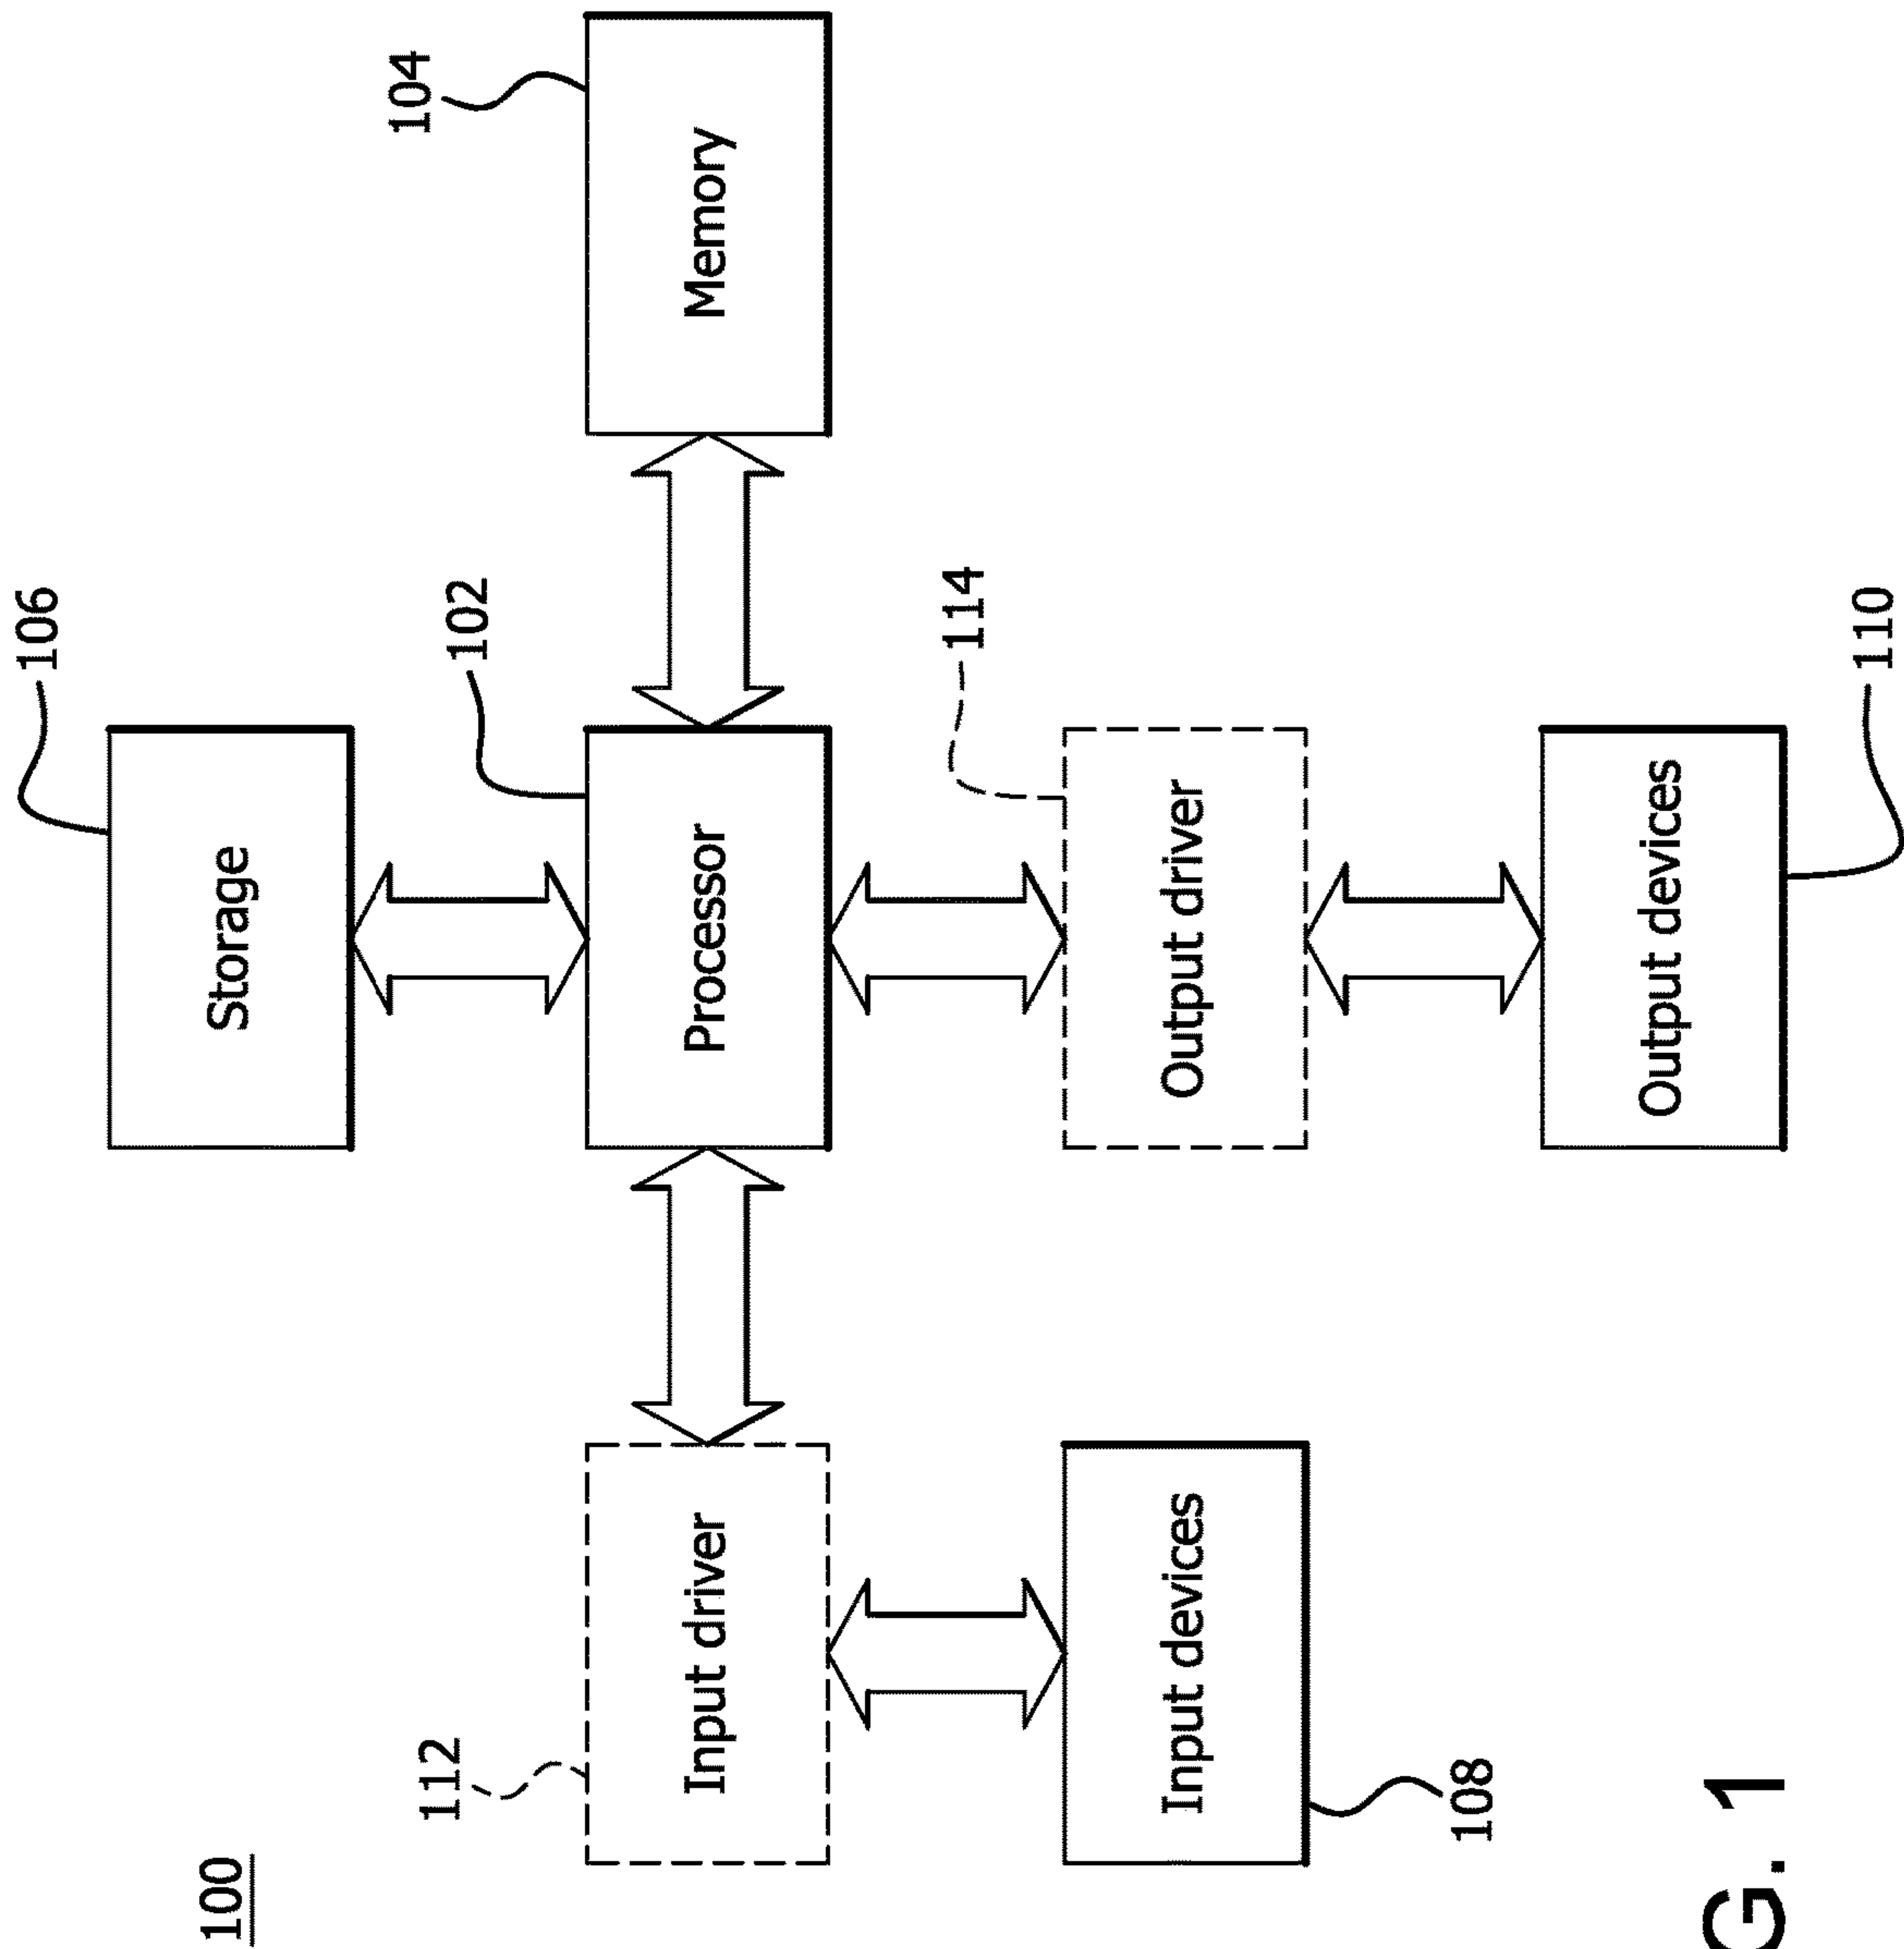 106
100
Storage
104
112
102
Input driver
Processor
Memory
114
Input devices
Output driver
108
Output devices
G. 1
110